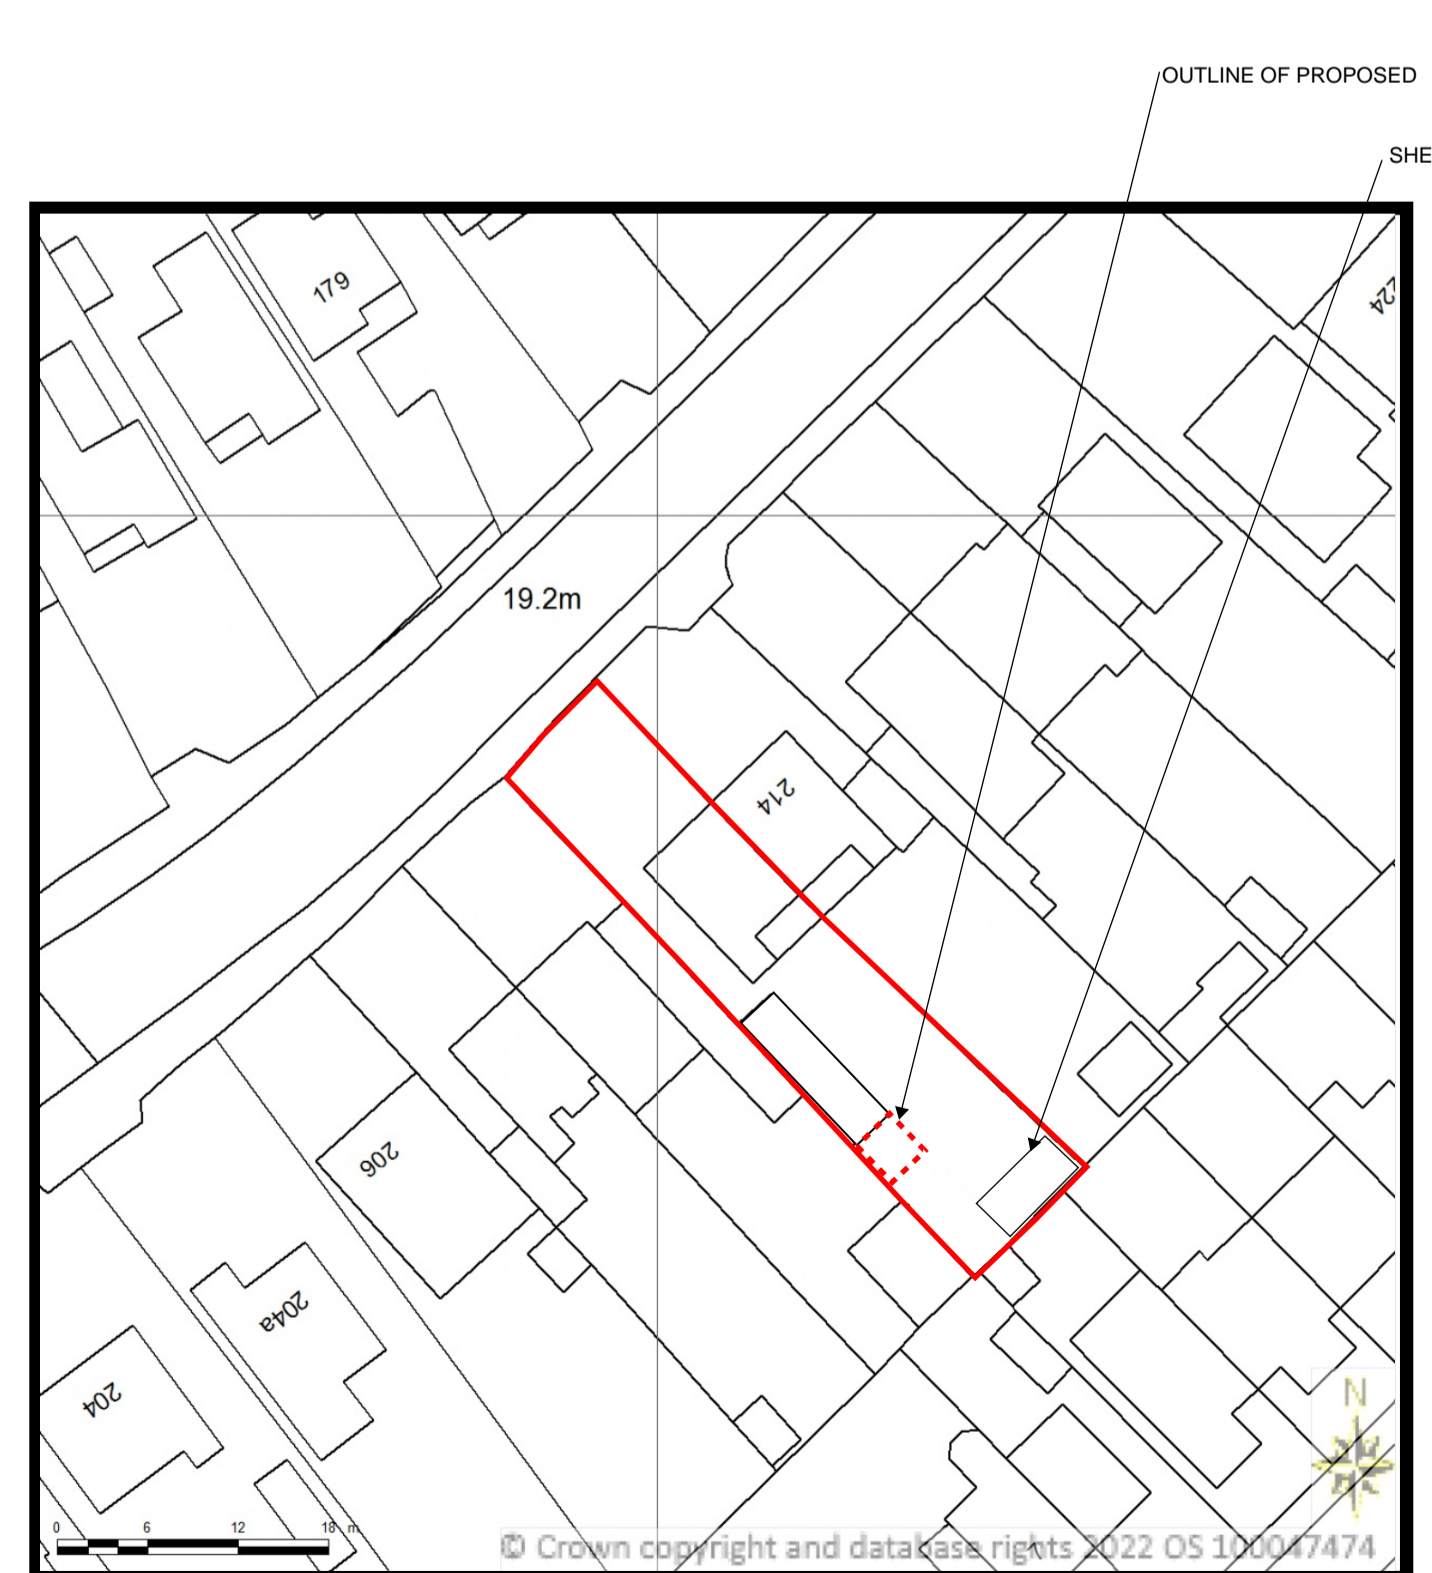 OUTLINE OF PROPOSED
SHE
179
224
19.2m
214
206
204a
204
N
0 6 12 18 m
© Crown copyright and database rights 2022 OS 100047474